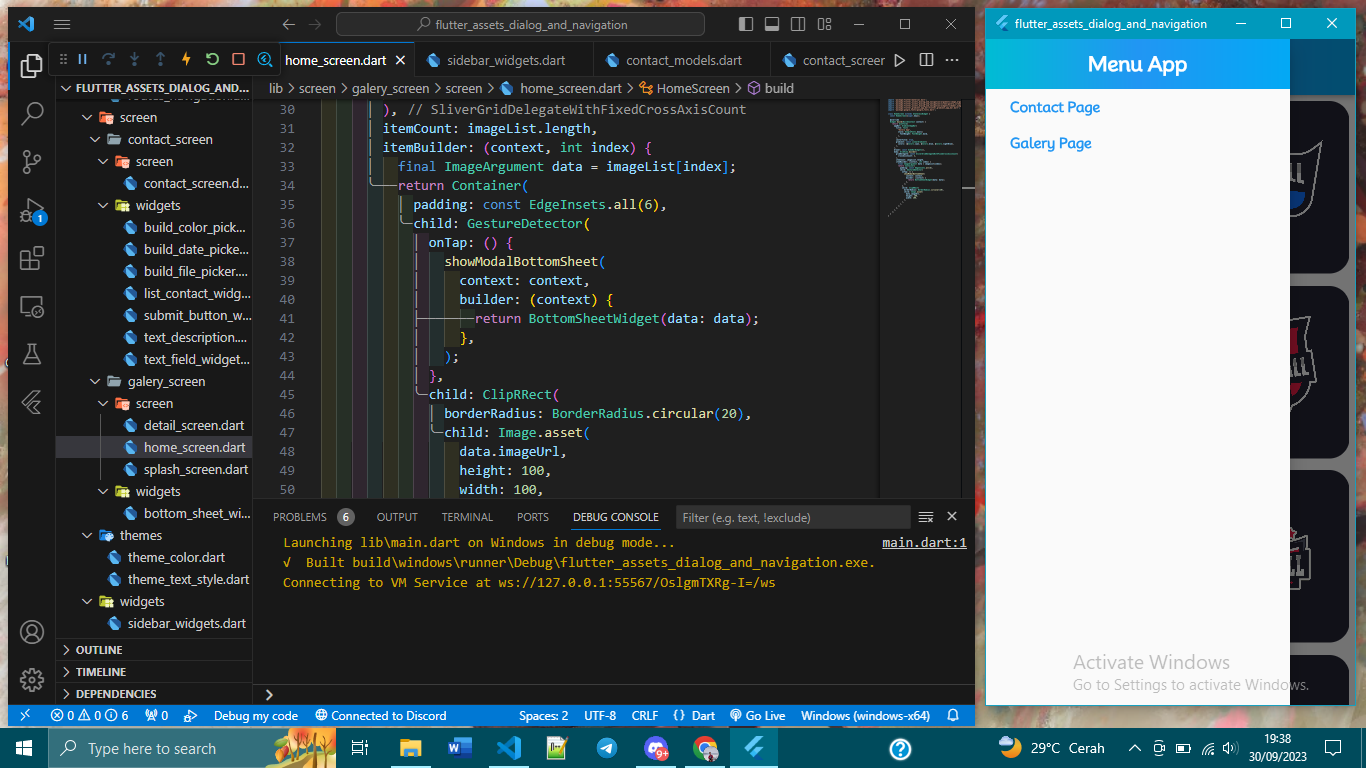 flutter_assets_dialog_and_navigation
home_screen.dart
sidebar_widgets.dart
contact_models.dart
contact_screer
FLUTTER_ASSETS_DIALOG_AND_...
screen
contact_screen
screen
contact_screen.d...
widgets
build_color_pick...
build_date_picke...
build_file_picker....
list_contact_widg...
submit_button_w...
text_description....
text_field_widget...
galery_screen
screen
detail_screen.dart
home_screen.dart
splash_screen.dart
widgets
bottom_sheet_wi...
themes
theme_color.dart
theme_text_style.dart
widgets
sidebar_widgets.dart
OUTLINE
TIMELINE
DEPENDENCIES
1
lib > screen > galery_screen > screen > home_screen.dart > HomeScreen > build
30 ), // SliverGridDelegateWithFixedCrossAxisCount
31 itemCount: imageList.length,
32 itemBuilder: (context, int index) {
33 final ImageArgument data = imageList[index];
34 return Container(
35 padding: const EdgeInsets.all(6),
36 child: GestureDetector(
37 onTap: () {
38 showModalBottomSheet(
39 context: context,
40 builder: (context) {
41 return BottomSheetWidget(data: data);
42 },
43 );
44 },
45 child: ClipRRect(
46 borderRadius: BorderRadius.circular(20),
47 child: Image.asset(
48 data.imageUrl,
49 height: 100,
50 width: 100,
PROBLEMS 6 OUTPUT TERMINAL PORTS DEBUG CONSOLE Filter (e.g. text, !exclude)
Launching lib\main.dart on Windows in debug mode... main.dart:1
√ Built build\windows\runner\Debug\flutter_assets_dialog_and_navigation.exe.
Connecting to VM Service at ws://127.0.0.1:55567/OslgmTXRg-I=/ws
0 0 6 0 Debug my code Connected to Discord Spaces: 2 UTF-8 CRLF {} Dart Go Live Windows (windows-x64)
flutter_assets_dialog_and_navigation
Menu App
Contact Page
Galery Page
ALL
Activate Windows
Go to Settings to activate Windows.
Type here to search
9+
29°C Cerah
19:38
30/09/2023